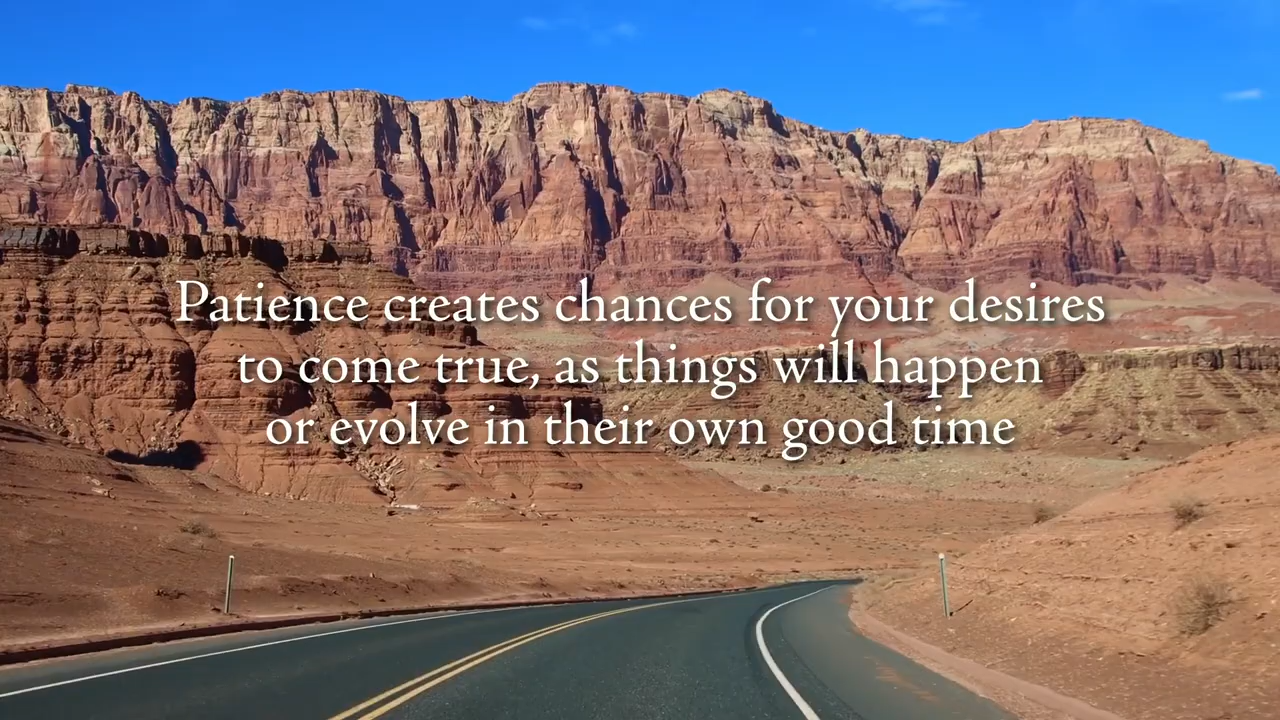 Patience creates chances for your desires
to come true, as things will happen
or evolve in their own good time